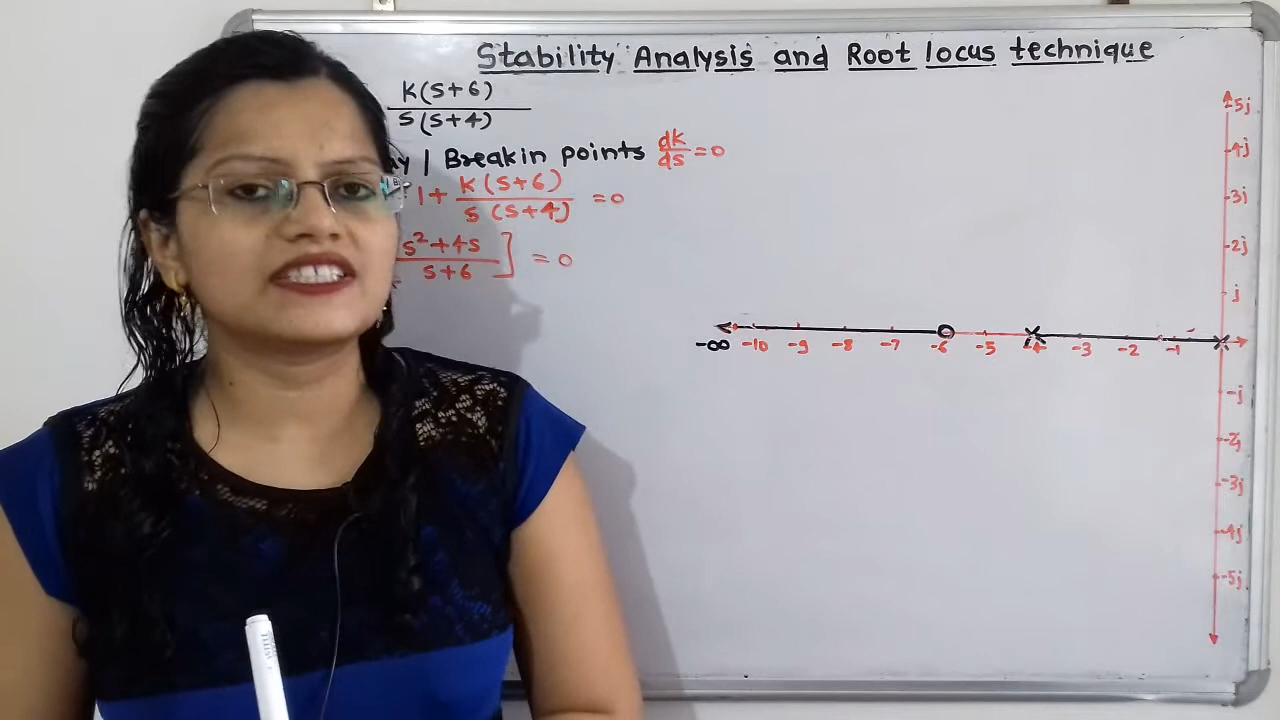 Stability Analysis and Root locus technique
K(S+6)
S(S+4)
| Breakin points dk/ds = 0
1+ K(S+6)/S(S+4) = 0
s²+4s/s+6 ] = 0
5j
4j
3j
2j
j
-∞ -10 -9 -8 -7 -6 -5 -4 -3 -2 -1
-j
-2j
-3j
-4j
-5j